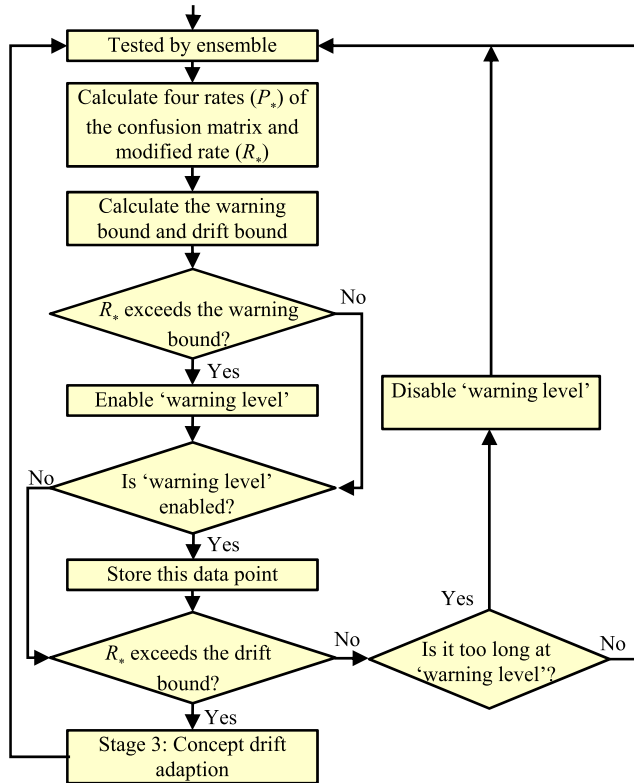 Tested by ensemble
Calculate four rates (P*) of
the confusion matrix and
modified rate (R*)
Calculate the warning
bound and drift bound
R* exceeds the warning
bound?
No
Yes
Enable ‘warning level’
Disable ‘warning level’
Is ‘warning level’
enabled?
No
Yes
Store this data point
R* exceeds the drift
bound?
No
Yes
Is it too long at
‘warning level’?
Yes
No
Stage 3: Concept drift
adaption